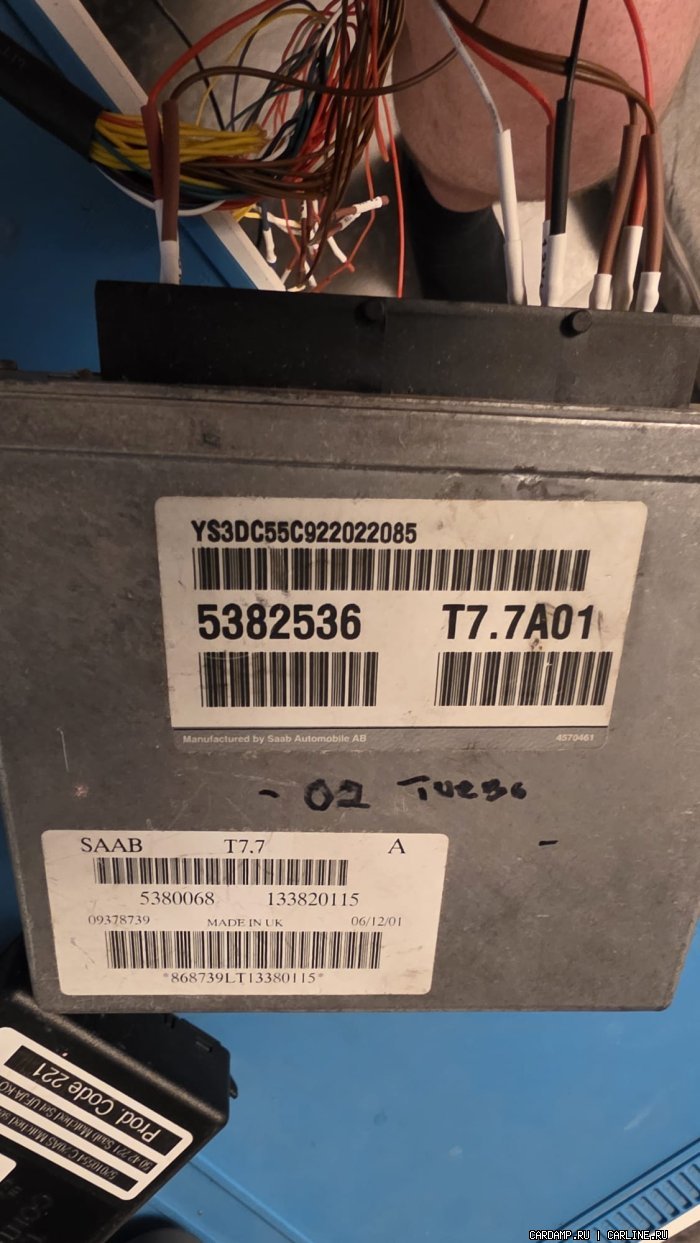 YS3DC55C922022085
5382536 T7.7A01
Manufactured by Saab Automobile AB 4570461
- 02 TURBO
-
SAAB T7.7 A
5380068 133820115
09378739 MADE IN UK 06/12/01
*868739LT13380115*
Prod. Code 221
CARDAMP.RU | CARLINE.RU